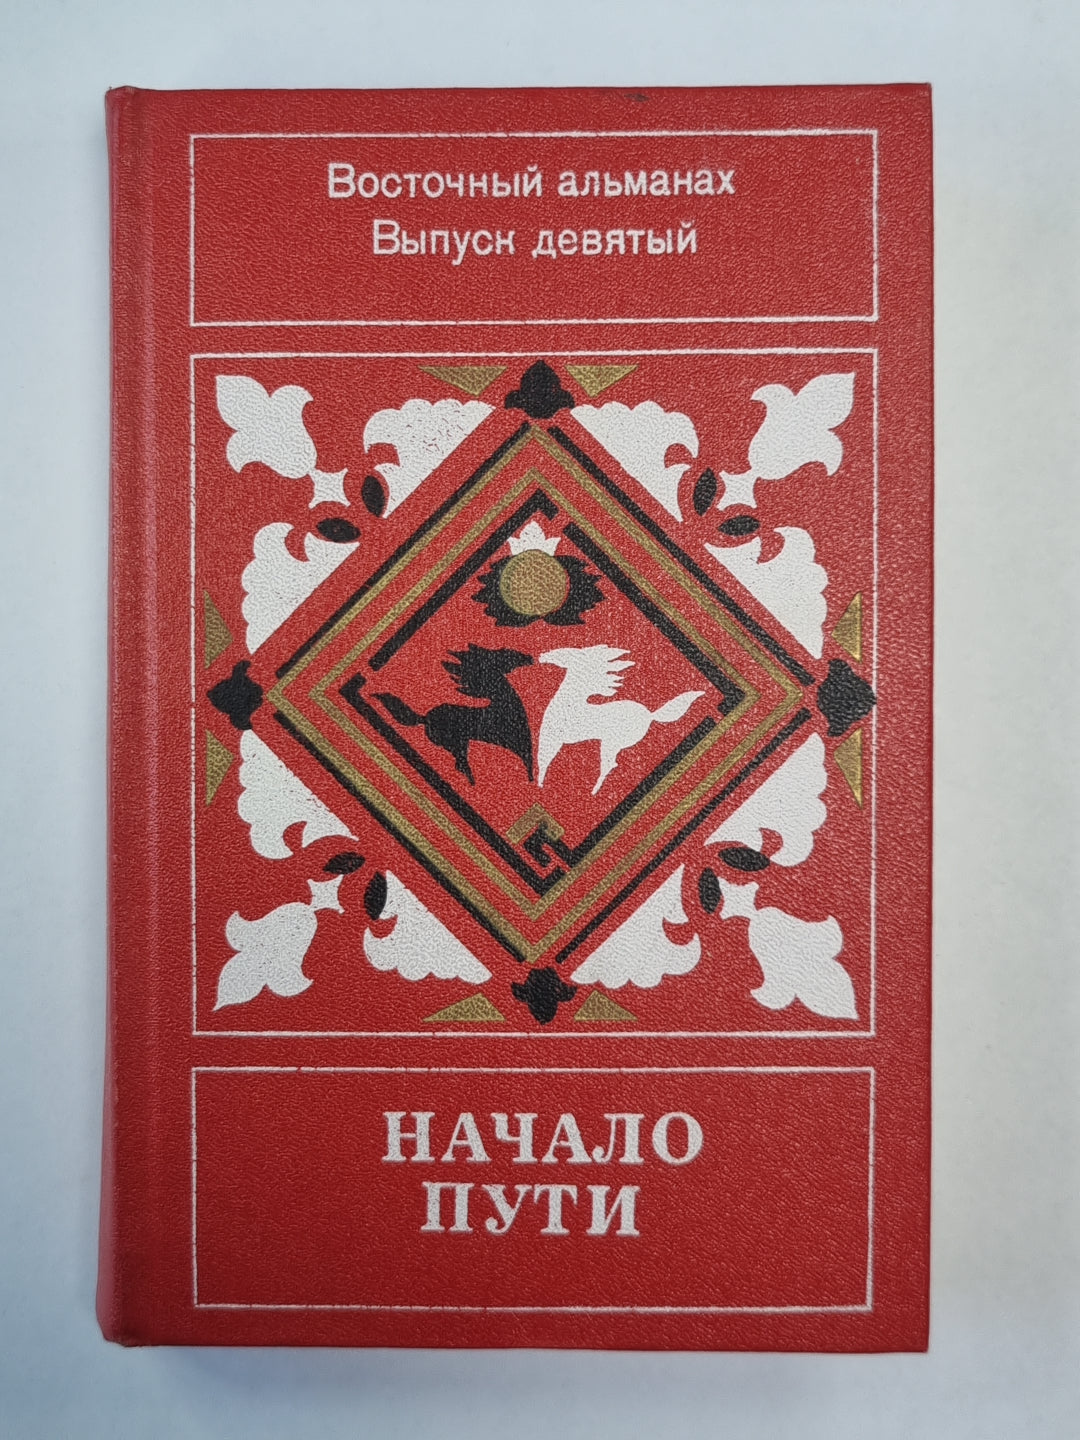 Восточный альманах
Выпуск девятый
НАЧАЛО
ПУТИ